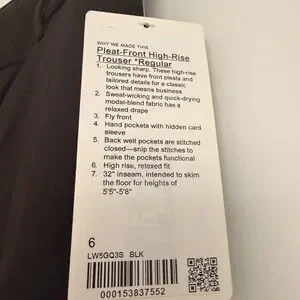 WHY WE MADE THIS
Pleat-Front High-Rise
Trouser *Regular
1. Looking sharp. These high-rise
trousers have front pleats and
tailored details for a classic
look that means business
2. Sweat-wicking and quick-drying
modal-blend fabric has a
relaxed drape
3. Fly front
4. Hand pockets with hidden card
sleeve
5. Back welt pockets are stitched
closed—snip the stitches to
make the pockets functional
6. High rise, relaxed fit
7. 32" inseam, intended to skim
the floor for heights of
5'5"-5'8"
6
LW5GQ3S BLK
000153837552